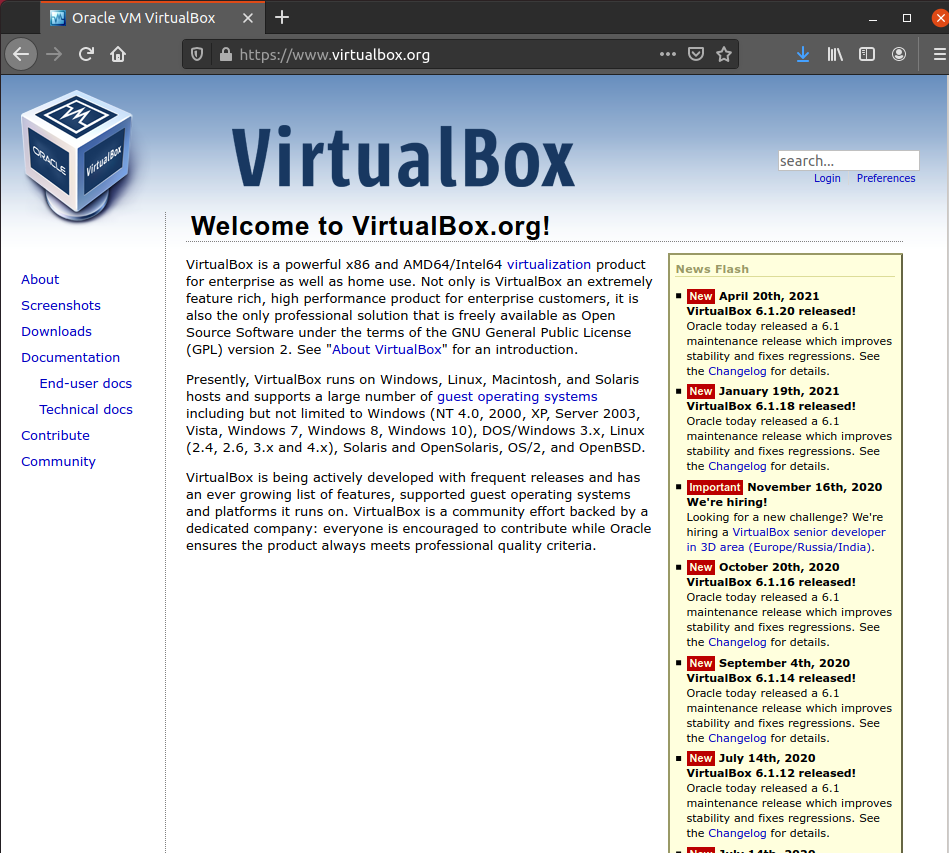 Oracle VM VirtualBox
https://www.virtualbox.org
ORACLE
VirtualBox
VirtualBox
search...
Login Preferences
Welcome to VirtualBox.org!
About
Screenshots
Downloads
Documentation
End-user docs
Technical docs
Contribute
Community
VirtualBox is a powerful x86 and AMD64/Intel64 virtualization product
for enterprise as well as home use. Not only is VirtualBox an extremely
feature rich, high performance product for enterprise customers, it is
also the only professional solution that is freely available as Open
Source Software under the terms of the GNU General Public License
(GPL) version 2. See "About VirtualBox" for an introduction.
Presently, VirtualBox runs on Windows, Linux, Macintosh, and Solaris
hosts and supports a large number of guest operating systems
including but not limited to Windows (NT 4.0, 2000, XP, Server 2003,
Vista, Windows 7, Windows 8, Windows 10), DOS/Windows 3.x, Linux
(2.4, 2.6, 3.x and 4.x), Solaris and OpenSolaris, OS/2, and OpenBSD.
VirtualBox is being actively developed with frequent releases and has
an ever growing list of features, supported guest operating systems
and platforms it runs on. VirtualBox is a community effort backed by a
dedicated company: everyone is encouraged to contribute while Oracle
ensures the product always meets professional quality criteria.
News Flash
New April 20th, 2021
VirtualBox 6.1.20 released!
Oracle today released a 6.1
maintenance release which improves
stability and fixes regressions. See
the Changelog for details.
New January 19th, 2021
VirtualBox 6.1.18 released!
Oracle today released a 6.1
maintenance release which improves
stability and fixes regressions. See
the Changelog for details.
Important November 16th, 2020
We're hiring!
Looking for a new challenge? We're
hiring a VirtualBox senior developer
in 3D area (Europe/Russia/India).
New October 20th, 2020
VirtualBox 6.1.16 released!
Oracle today released a 6.1
maintenance release which improves
stability and fixes regressions. See
the Changelog for details.
New September 4th, 2020
VirtualBox 6.1.14 released!
Oracle today released a 6.1
maintenance release which improves
stability and fixes regressions. See
the Changelog for details.
New July 14th, 2020
VirtualBox 6.1.12 released!
Oracle today released a 6.1
maintenance release which improves
stability and fixes regressions. See
the Changelog for details.
New July 14th, 2020